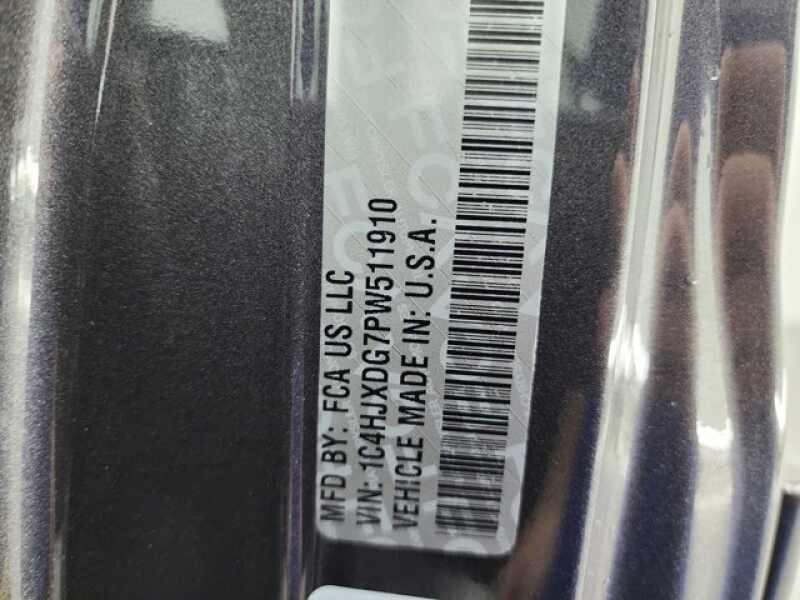 MFD BY: FCA US LLC
VIN: 1C4HJXDG7PW511910
VEHICLE MADE IN: U.S.A.